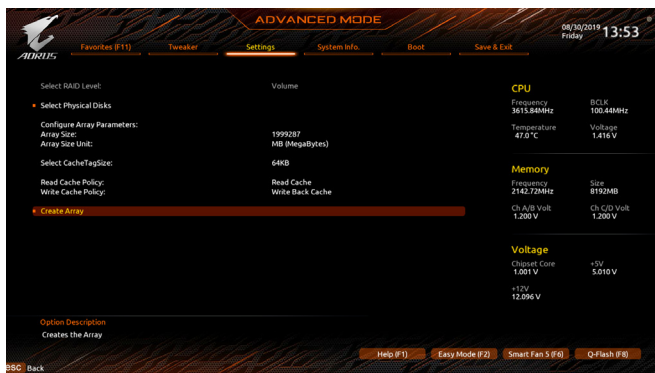 ADVANCED MODE
08/30/2019 Friday 13:53
AORUS
Favorites (F11) Tweaker Settings System Info. Boot Save & Exit
Select RAID Level: Volume
Select Physical Disks
Configure Array Parameters:
Array Size: 1999287
Array Size Unit: MB (MegaBytes)
Select CacheTagSize: 64KB
Read Cache Policy: Read Cache
Write Cache Policy: Write Back Cache
Create Array
CPU
Frequency BCLK
3615.84MHz 100.44MHz
Temperature Voltage
47.0°C 1.416 V
Memory
Frequency Size
2142.72MHz 8192MB
Ch A/B Volt Ch C/D Volt
1.200 V 1.200 V
Voltage
Chipset Core +5V
1.001 V 5.010 V
+12V
12.096 V
Option Description
Creates the Array
Help (F1) Easy Mode (F2) Smart Fan 5 (F6) Q-Flash (F8)
esc Back